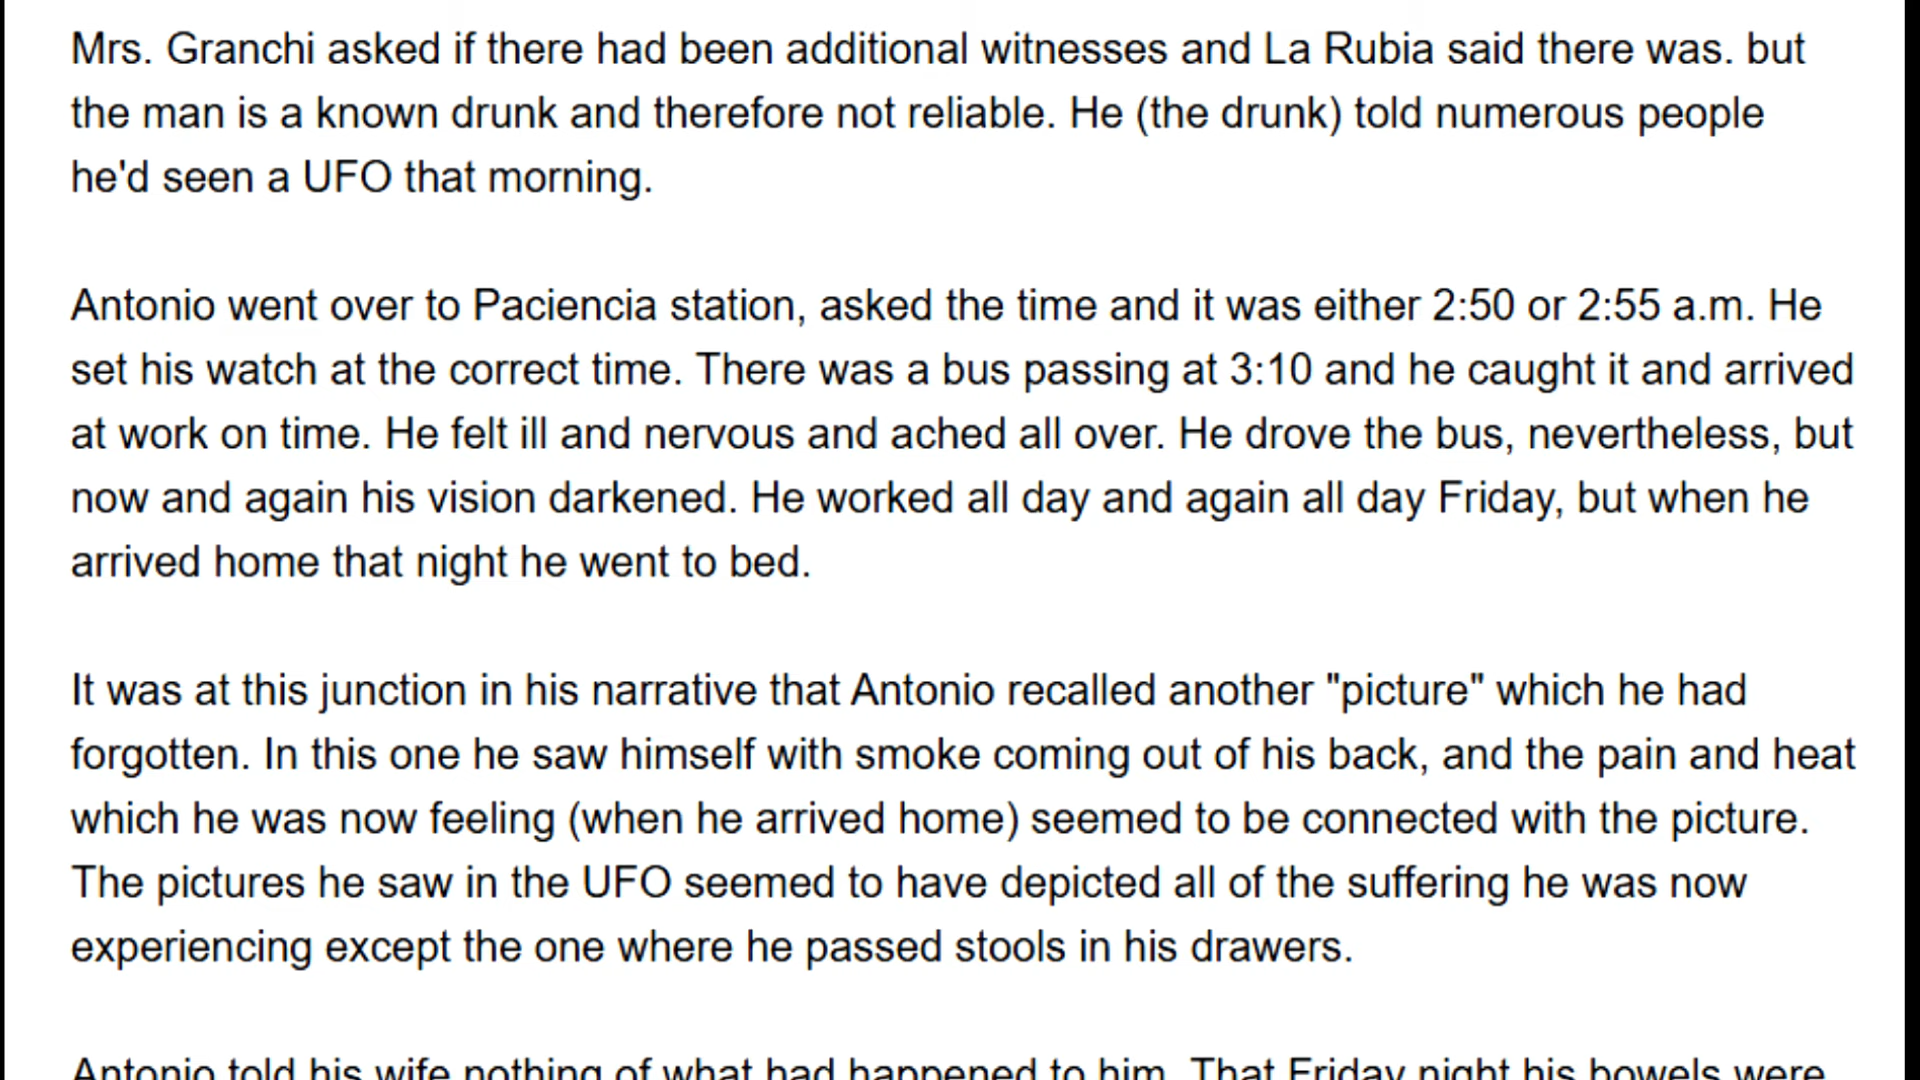 Mrs. Granchi asked if there had been additional witnesses and La Rubia said there was. but
the man is a known drunk and therefore not reliable. He (the drunk) told numerous people
he'd seen a UFO that morning.
Antonio went over to Paciencia station, asked the time and it was either 2:50 or 2:55 a.m. He
set his watch at the correct time. There was a bus passing at 3:10 and he caught it and arrived
at work on time. He felt ill and nervous and ached all over. He drove the bus, nevertheless, but
now and again his vision darkened. He worked all day and again all day Friday, but when he
arrived home that night he went to bed.
It was at this junction in his narrative that Antonio recalled another "picture" which he had
forgotten. In this one he saw himself with smoke coming out of his back, and the pain and heat
which he was now feeling (when he arrived home) seemed to be connected with the picture.
The pictures he saw in the UFO seemed to have depicted all of the suffering he was now
experiencing except the one where he passed stools in his drawers.
Antonio told his wife nothing of what had happened to him. That Friday night his bowels were